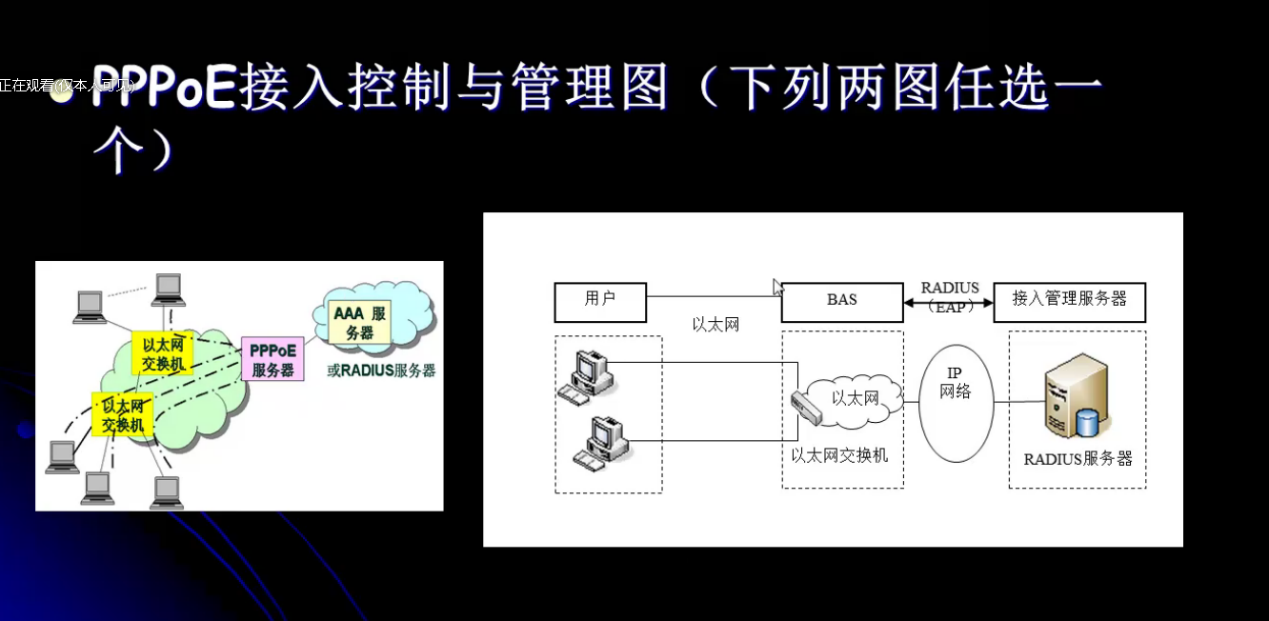 正在观看(仅本人可见)
PPPoE接入控制与管理图（下列两图任选一
个）
以太网
交换机
以太网
交换机
PPPoE
服务器
AAA 服
务器
或RADIUS服务器
用户
以太网
BAS
RADIUS
（EAP）
接入管理服务器
以太网
以太网交换机
IP
网络
RADIUS服务器